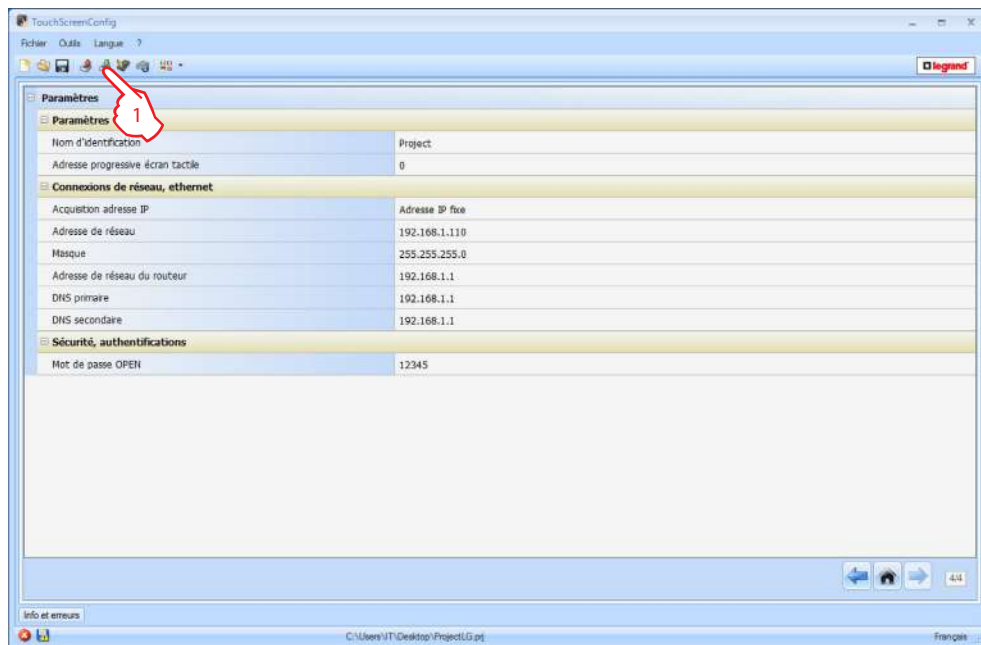 TouchScreenConfig
Fichier Outils Langue ?
legrand
Paramètres
Paramètres
1
Nom d'identification Project
Adresse progressive écran tactile 0
Connexions de réseau, ethernet
Acquisition adresse IP Adresse IP fixe
Adresse de réseau 192.168.1.110
Masque 255.255.255.0
Adresse de réseau du routeur 192.168.1.1
DNS primaire 192.168.1.1
DNS secondaire 192.168.1.1
Sécurité, authentifications
Mot de passe OPEN 12345
4/4
Info et erreurs
C:\Users\IT\Desktop\ProjectLG.prj Français